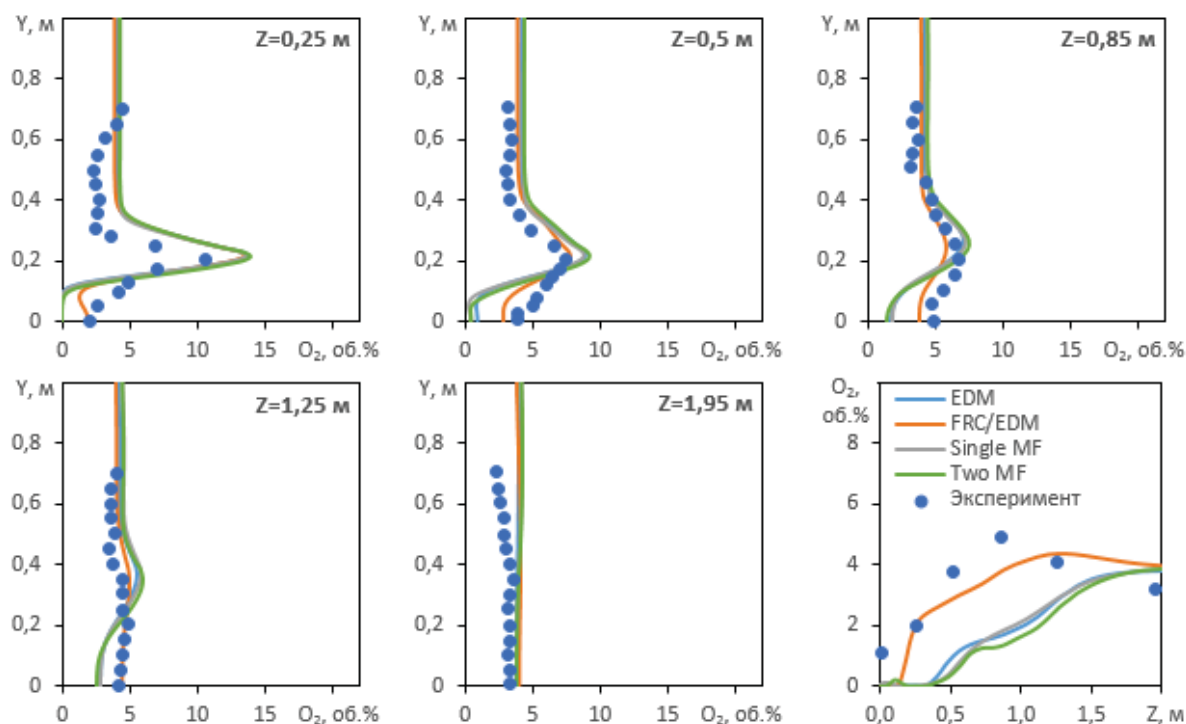 Y, м
Z=0,25 м
0,8
0,6
0,4
0,2
0
0 5 10 15 O₂, об.%
Y, м
Z=0,5 м
0,8
0,6
0,4
0,2
0
0 5 10 15 O₂, об.%
Y, м
Z=0,85 м
0,8
0,6
0,4
0,2
0
0 5 10 15 O₂, об.%
Y, м
Z=1,25 м
0,8
0,6
0,4
0,2
0
0 5 10 15 O₂, об.%
Y, м
Z=1,95 м
0,8
0,6
0,4
0,2
0
0 5 10 15 O₂, об.%
O₂,
об.%
8
6
4
2
0
EDM
FRC/EDM
Single MF
Two MF
Эксперимент
0,0 0,5 1,0 1,5 Z, м